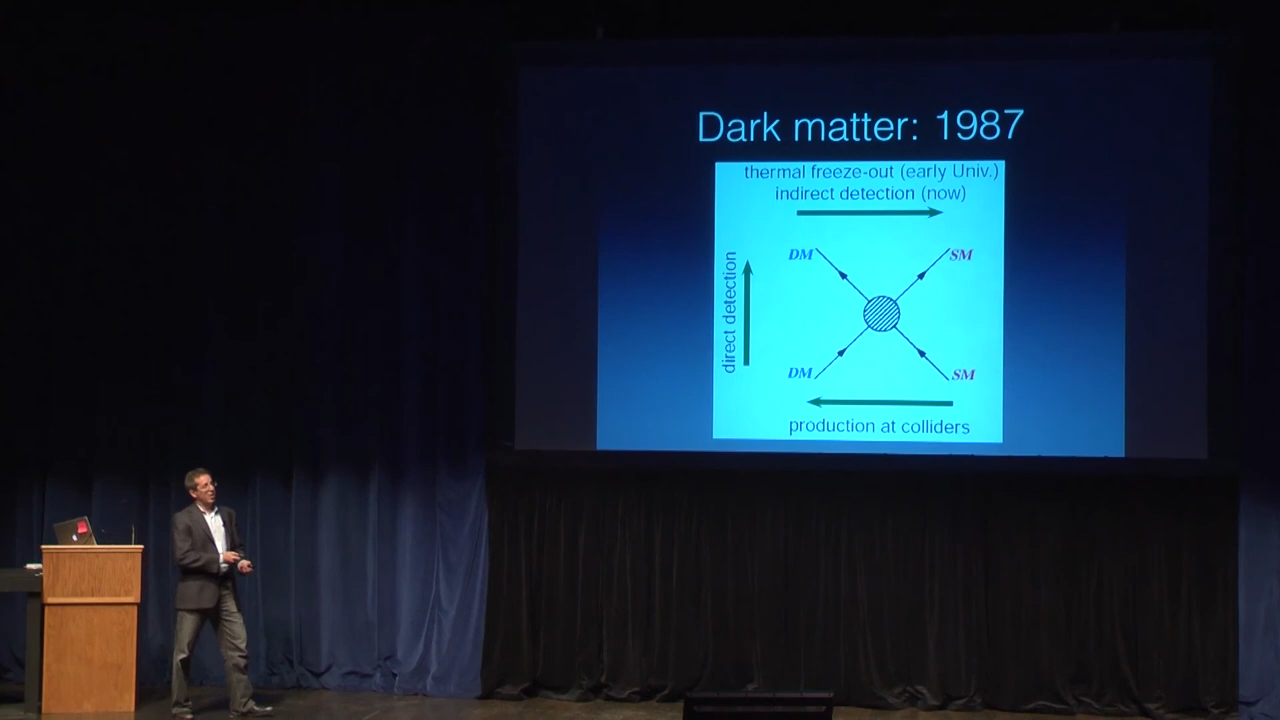 Dark matter: 1987
thermal freeze-out (early Univ.)
indirect detection (now)
direct detection
DM
SM
DM
SM
production at colliders